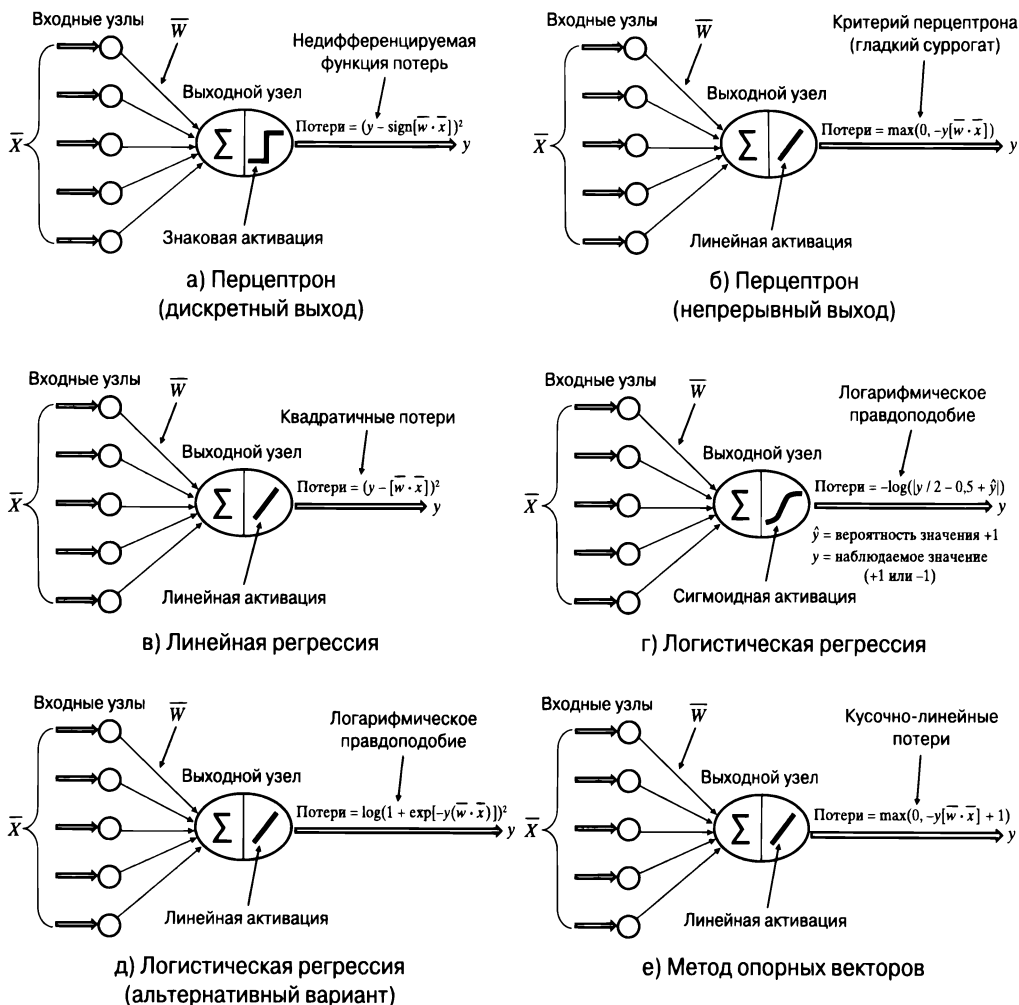 Входные узлы
W̅
Недифференцируемая
функция потерь
Выходной узел
X̅
Σ
Потери = (y – sign[w̅ · x̅])²
y
Знаковая активация
а) Перцептрон
(дискретный выход)
Входные узлы
W̅
Критерий перцептрона
(гладкий суррогат)
Выходной узел
X̅
Σ
Потери = max(0, –y[w̅ · x̅])
y
Линейная активация
б) Перцептрон
(непрерывный выход)
Входные узлы
W̅
Квадратичные потери
Выходной узел
X̅
Σ
Потери = (y – [w̅ · x̅])²
y
Линейная активация
в) Линейная регрессия
Входные узлы
W̅
Логарифмическое
правдоподобие
Выходной узел
X̅
Σ
Потери = –log(|y / 2 – 0,5 + ŷ|)
ŷ = вероятность значения +1
y = наблюдаемое значение
(+1 или –1)
Сигмоидная активация
г) Логистическая регрессия
Входные узлы
W̅
Логарифмическое
правдоподобие
Выходной узел
X̅
Σ
Потери = log(1 + exp[–y(w̅ · x̅)])²
y
Линейная активация
д) Логистическая регрессия
(альтернативный вариант)
Входные узлы
W̅
Кусочно-линейные
потери
Выходной узел
X̅
Σ
Потери = max(0, –y[w̅ · x̅] + 1)
y
Линейная активация
е) Метод опорных векторов